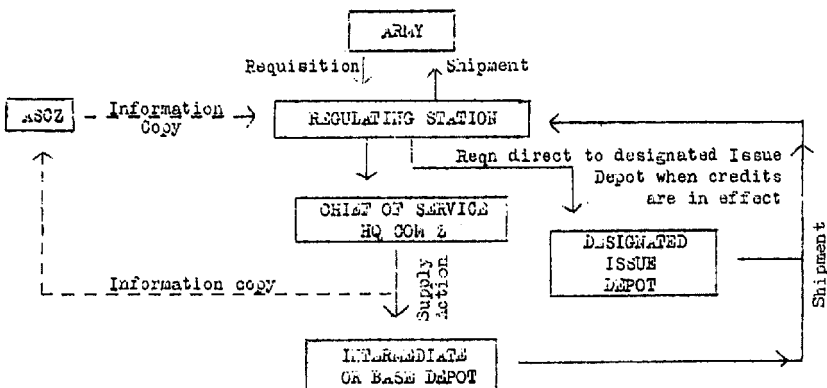 ARMY
Requisition
Shipment
ASCZ
Information
Copy
REGULATING STATION
Reqn direct to designated Issue
Depot when credits
are in effect
CHIEF OF SERVICE
HQ COM Z
DESIGNATED
ISSUE
DEPOT
Shipment
Information copy
Supply
Action
INTERMEDIATE
OR BASE DEPOT